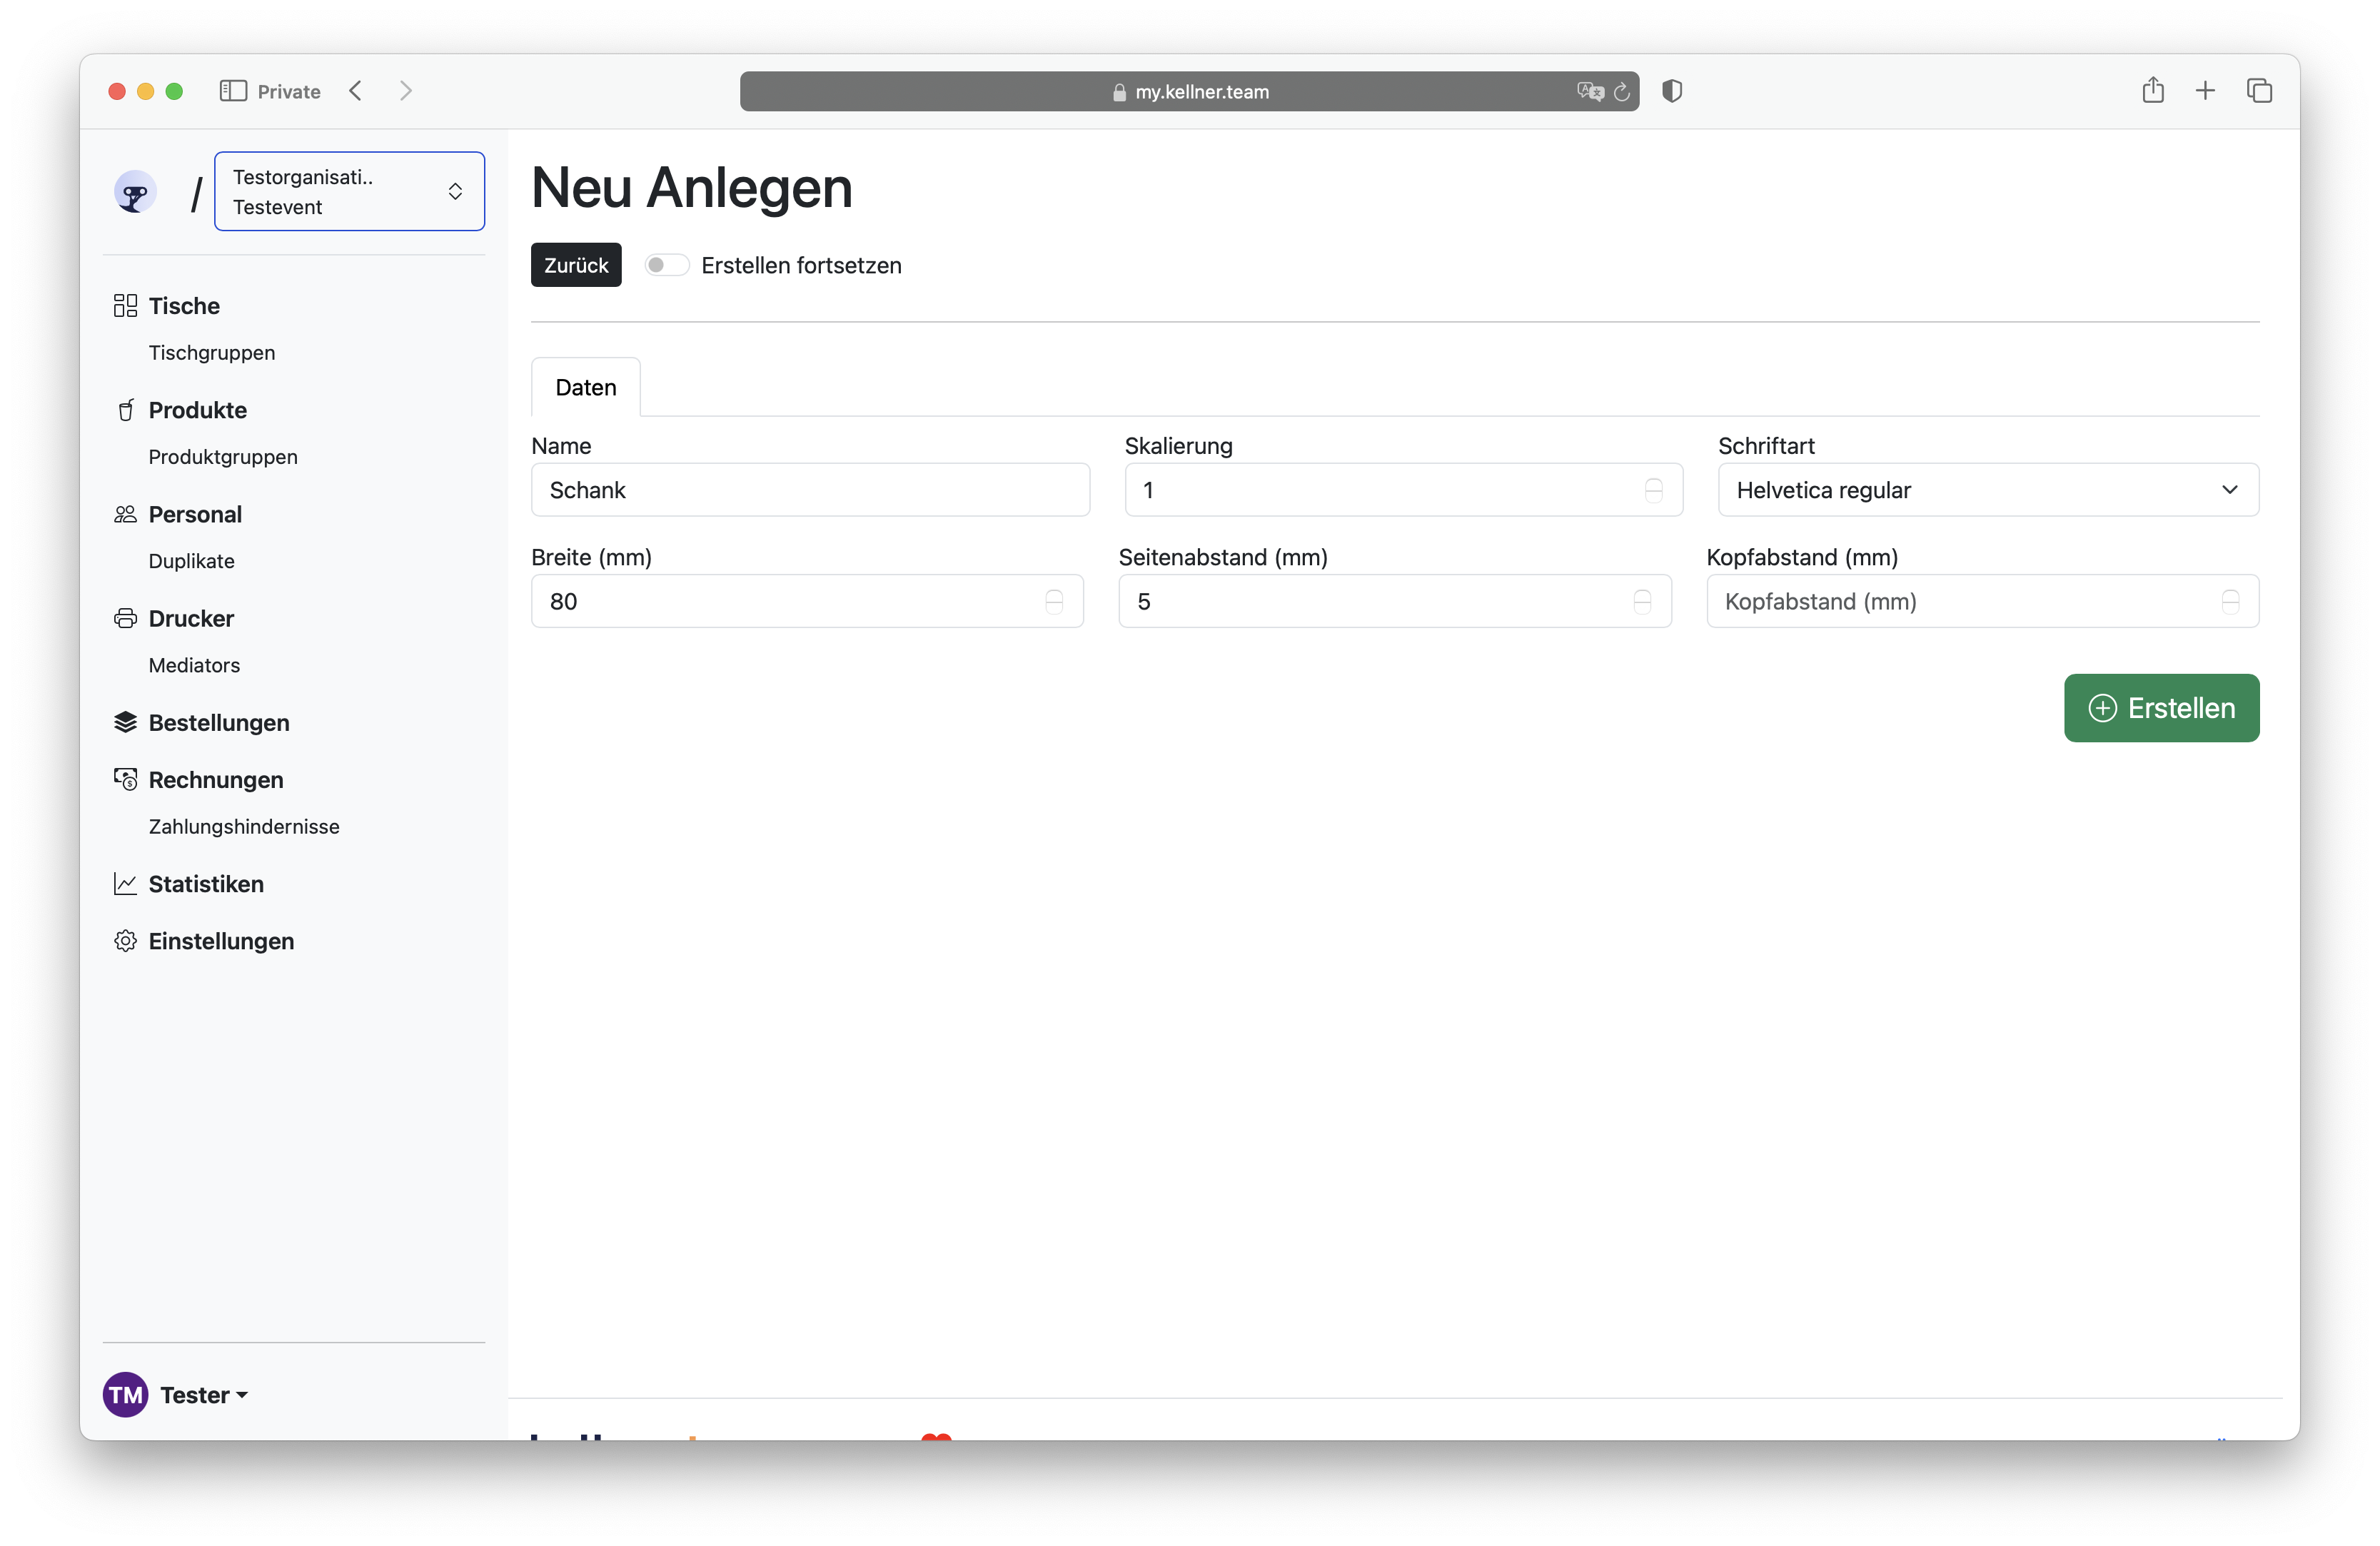 Private
my.kellner.team
/
Testorganisati..
Testevent
Tische
Tischgruppen
Produkte
Produktgruppen
Personal
Duplikate
Drucker
Mediators
Bestellungen
Rechnungen
Zahlungshindernisse
Statistiken
Einstellungen
TM Tester
Neu Anlegen
Zurück Erstellen fortsetzen
Daten
Name Skalierung Schriftart
Schank 1 Helvetica regular
Breite (mm) Seitenabstand (mm) Kopfabstand (mm)
80 5 Kopfabstand (mm)
Erstellen